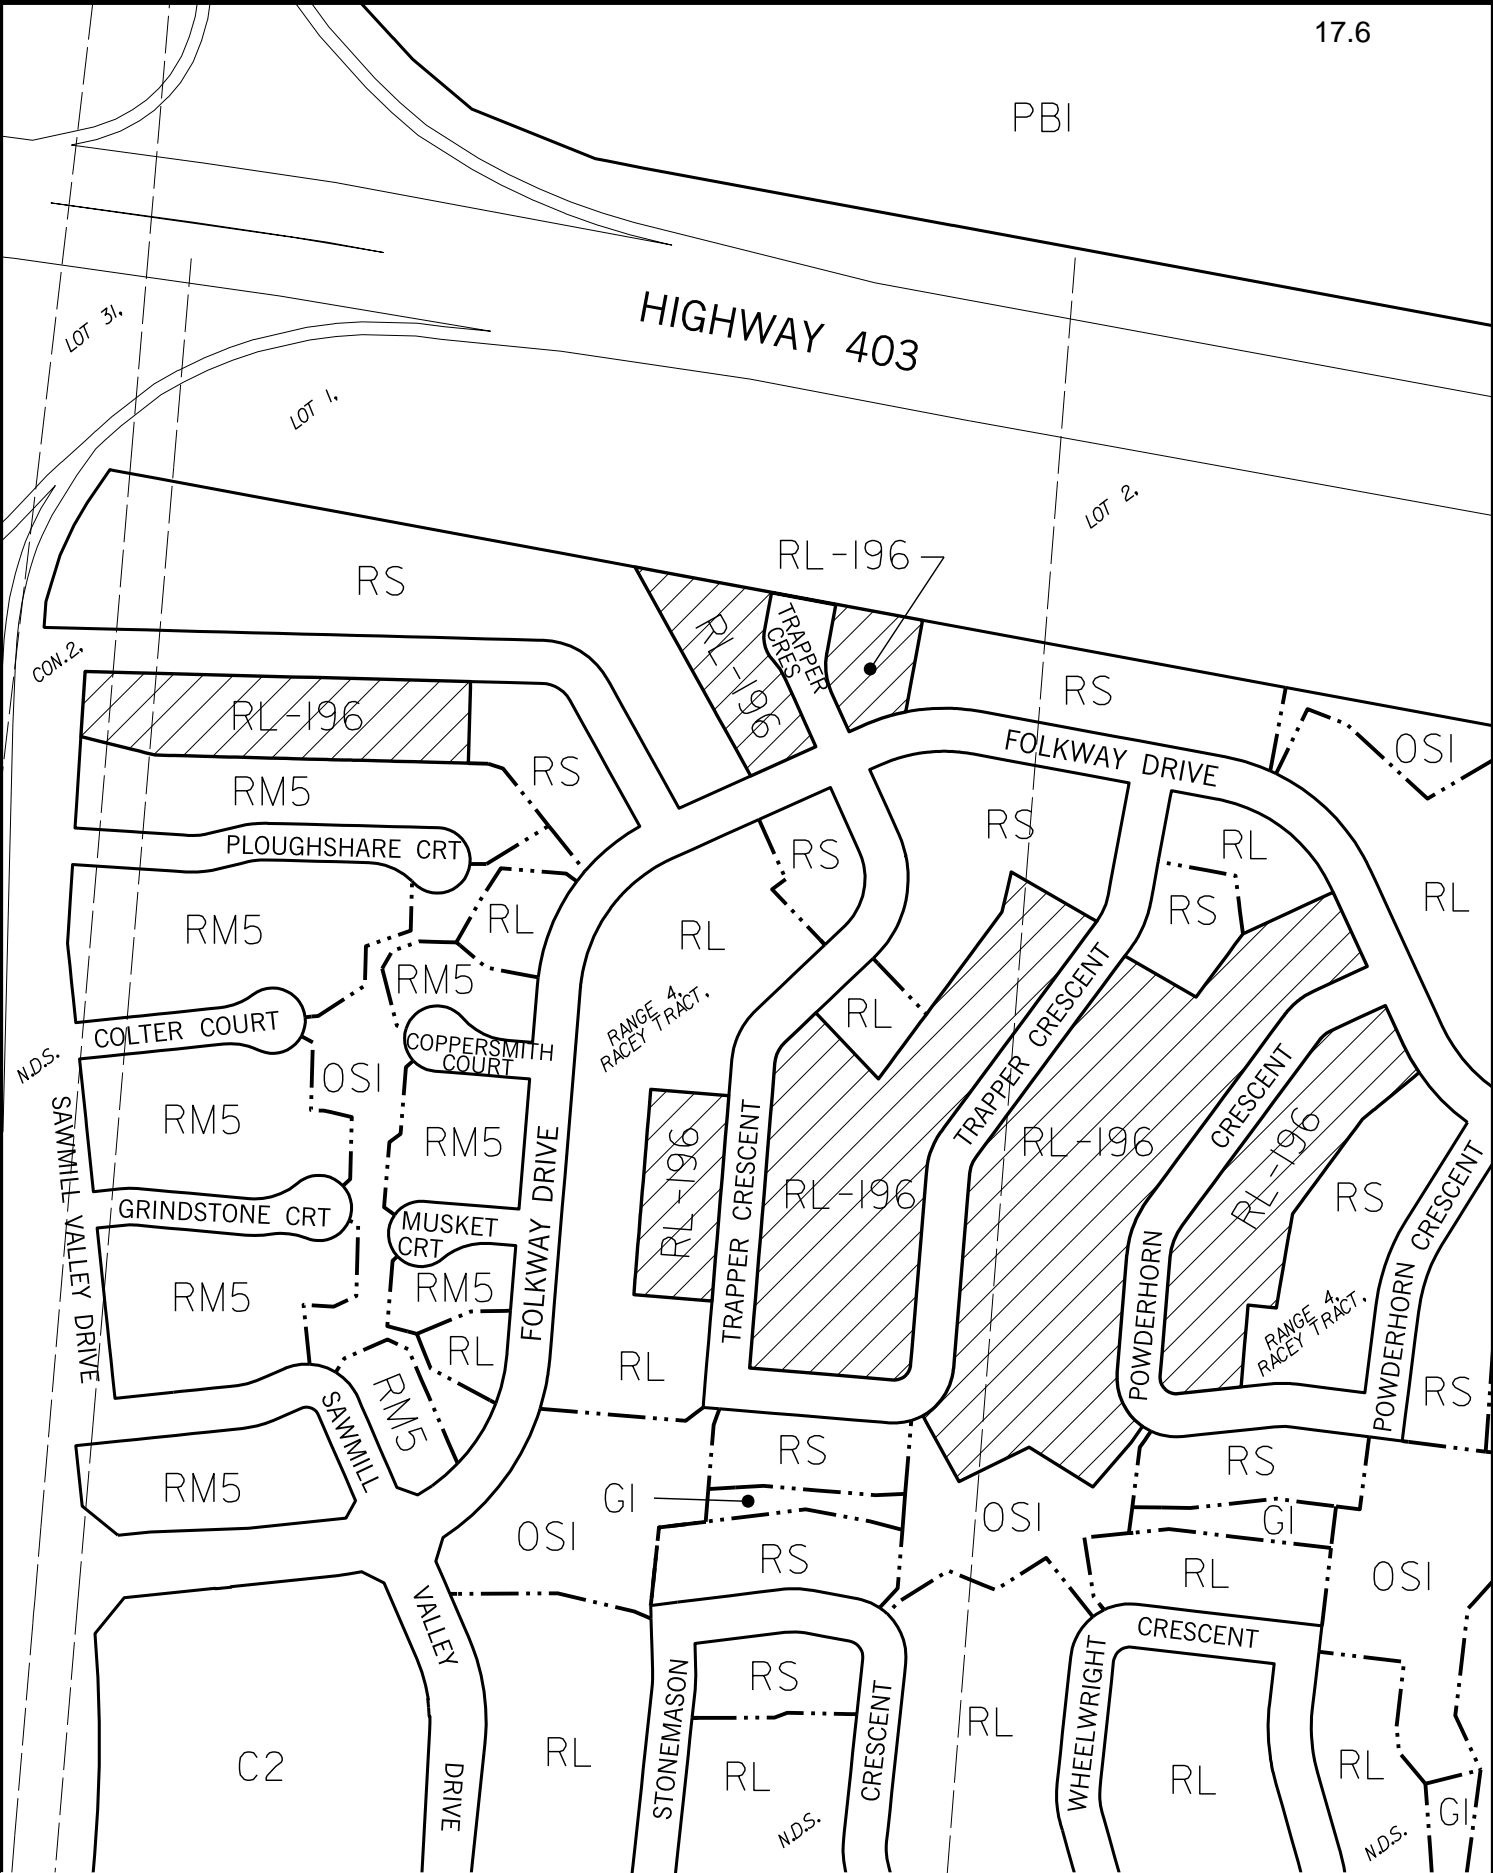 17.6
PBI
HIGHWAY 403
LOT 31,
LOT 1,
LOT 2,
RL-196
RS
RL-196
TRAPPER
CRES
CON.2,
RS
RL-196
FOLKWAY DRIVE
OSI
RS
RM5
RS
RS
RL
PLOUGHSHARE CRT
RL
RS
RM5
RL
RL
RM5
RL
RANGE 4,
RACEY TRACT,
COLTER COURT
COPPERSMITH
COURT
TRAPPER CRESCENT
N.D.S.
OSI
RM5
RM5
SAWMILL VALLEY DRIVE
FOLKWAY DRIVE
RL-196
TRAPPER CRESCENT
RL-196
RL-196
CRESCENT
RL-196
RS
POWDERHORN CRESCENT
GRINDSTONE CRT
MUSKET
CRT
RM5
RM5
POWDERHORN
RANGE 4,
RACEY TRACT,
RL
RL
RS
SAWMILL
RM5
RM5
RS
RS
GI
OSI
OSI
GI
RS
RL
OSI
VALLEY
CRESCENT
RS
STONEMASON
CRESCENT
WHEELWRIGHT
RL
C2
DRIVE
RL
RL
RL
RL
GI
N.D.S.
N.D.S.